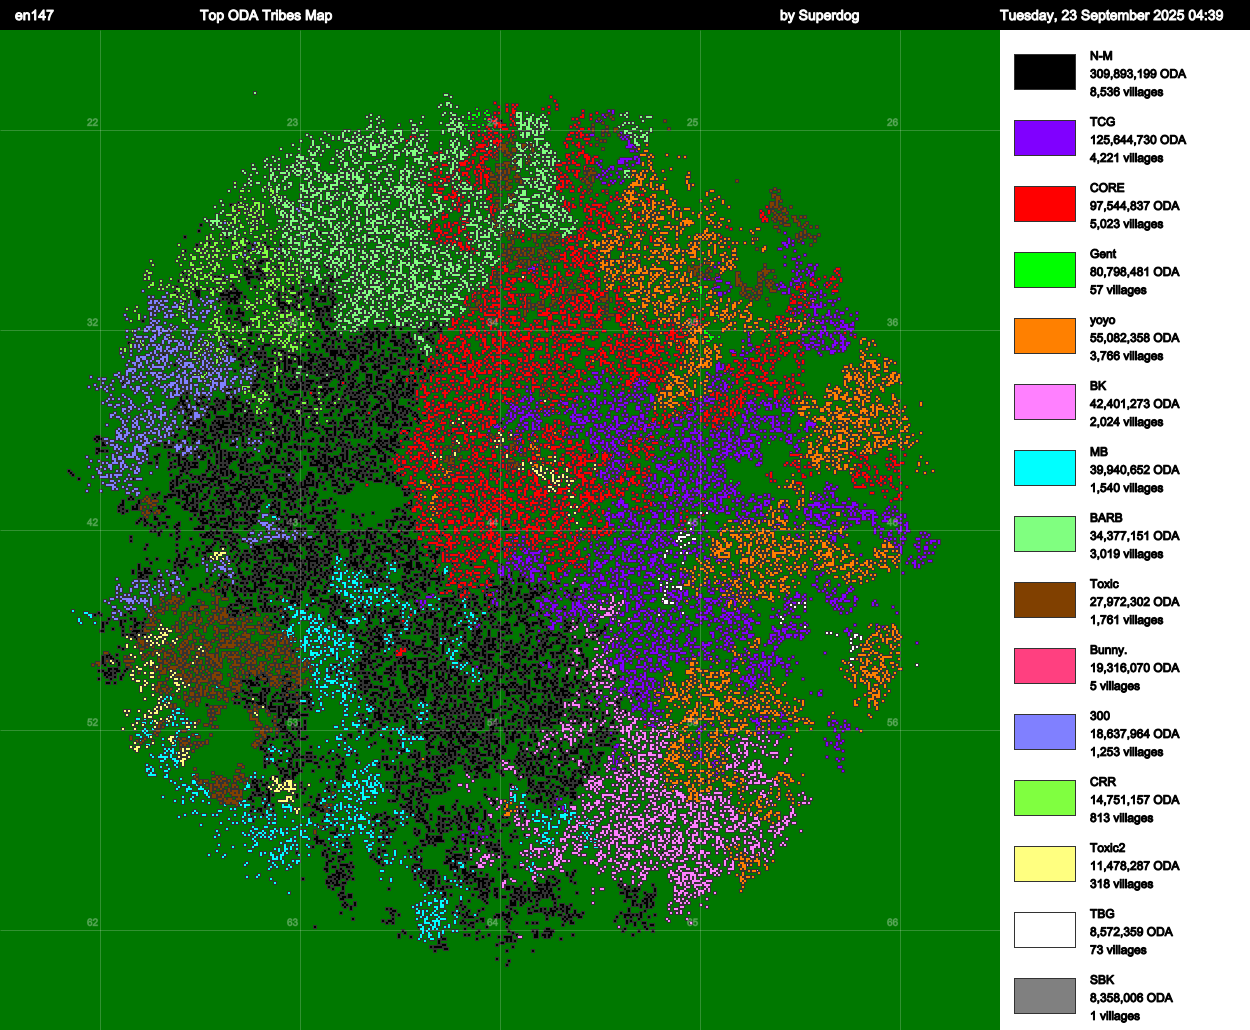 en147 Top ODA Tribes Map by Superdog Tuesday, 23 September 2025 04:39
N-M
309,893,199 ODA
8,536 villages
TCG
125,644,730 ODA
4,221 villages
CORE
97,544,837 ODA
5,023 villages
Gent
80,798,481 ODA
57 villages
yoyo
55,082,358 ODA
3,766 villages
BK
42,401,273 ODA
2,024 villages
MB
39,940,652 ODA
1,540 villages
BARB
34,377,151 ODA
3,019 villages
Toxic
27,972,302 ODA
1,761 villages
Bunny.
19,316,070 ODA
5 villages
300
18,637,964 ODA
1,253 villages
CRR
14,751,157 ODA
813 villages
Toxic2
11,478,287 ODA
318 villages
TBG
8,572,359 ODA
73 villages
SBK
8,358,006 ODA
1 villages
22 23 24 25 26
32 34 36
42 43 44 45 46
52 53 54 55 56
62 63 64 65 66